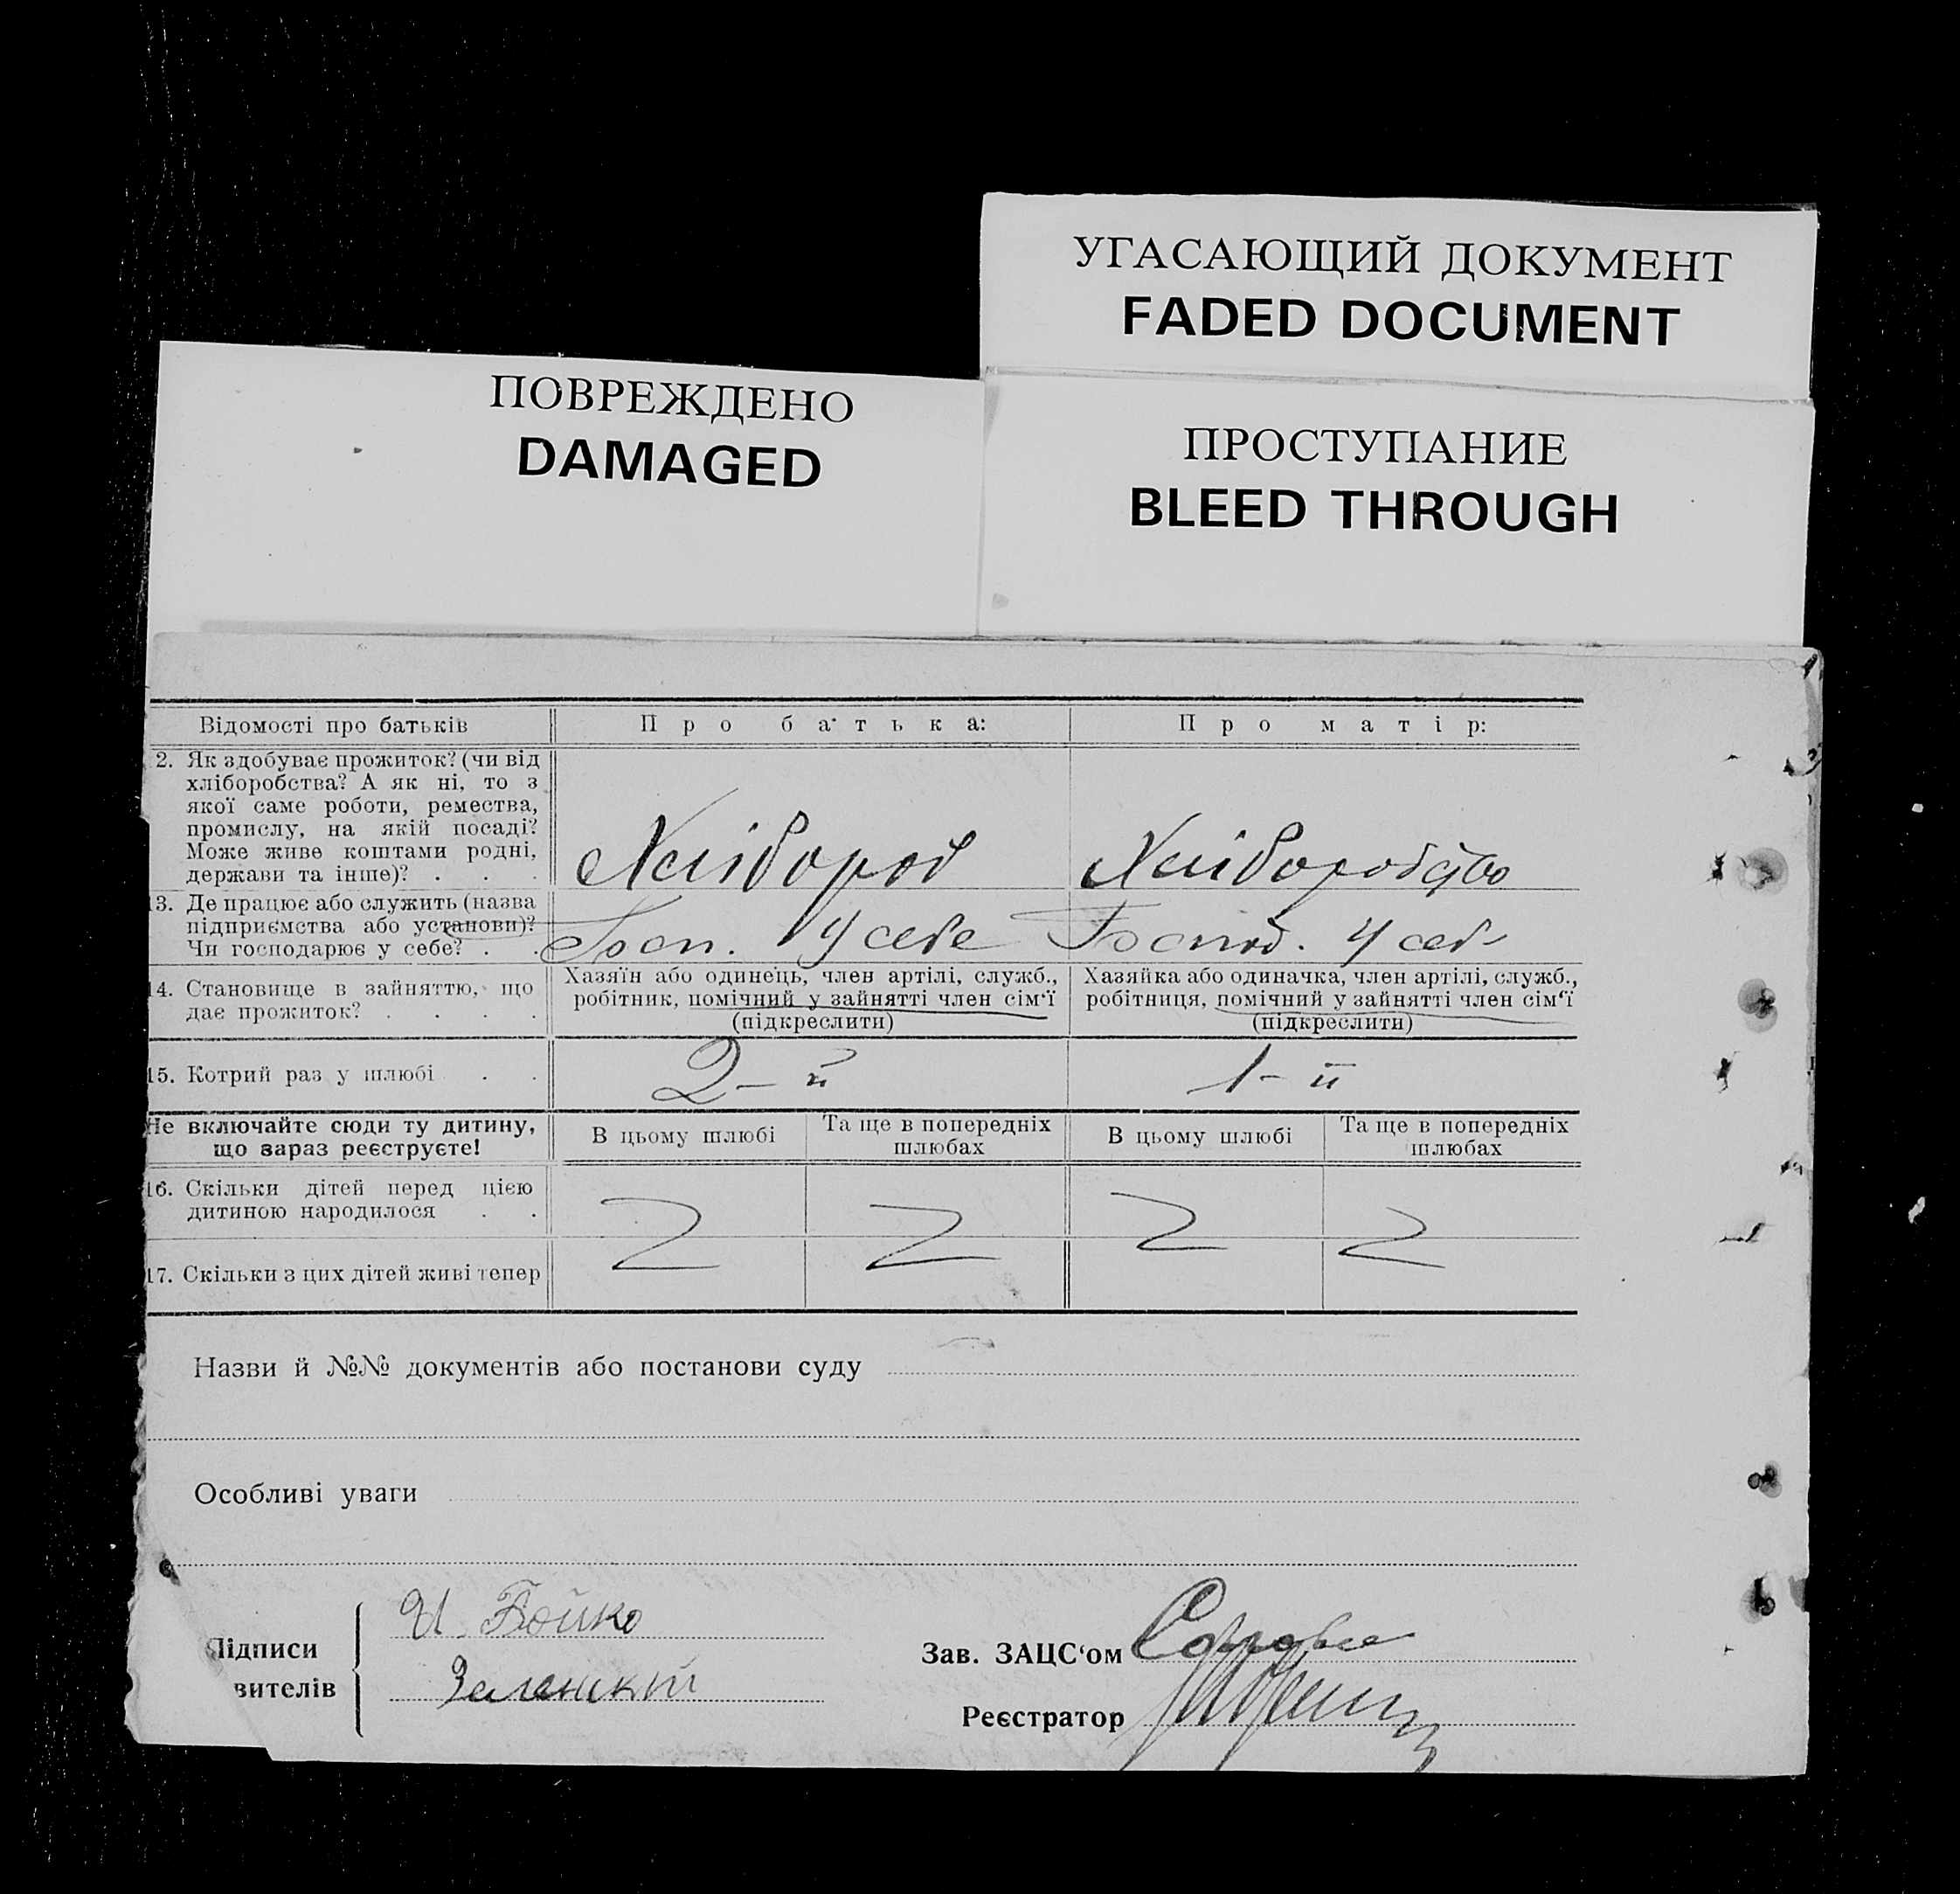 УГАСАЮЩИЙ ДОКУМЕНТ
FADED DOCUMENT
ПОВРЕЖДЕНО
DAMAGED
ПРОСТУПАНИЕ
BLEED THROUGH
Відомості про батьків
Про батька:
Про матір:
2. Як здобуває прожиток? (чи від
хліборобства? А як ні, то з
якої саме роботи, ремества,
промислу, на якій посаді?
Може живе коштами родні,
держави та інше)? . . .
Хлібороб
Хліборобство
13. Де працює або служить (назва
підприємства або установи)?
Чи господарює у себе? . .
Госп. У себе
Господ. У себ
14. Становище в зайняттю, що
дає прожиток? . . . .
Хазяїн або одинець, член артілі, служб.,
робітник, помічний у зайнятті член сім'ї
(підкреслити)
Хазяйка або одиначка, член артілі, служб.,
робітниця, помічний у зайнятті член сім'ї
(підкреслити)
15. Котрий раз у шлюбі . .
2-й
1-й
Не включайте сюди ту дитину,
що зараз реєструєте!
В цьому шлюбі
Та ще в попередніх
шлюбах
В цьому шлюбі
Та ще в попередніх
шлюбах
16. Скільки дітей перед цією
дитиною народилося . .
17. Скільки з цих дітей живі тепер
Назви й №№ документів або постанови суду
Особливі уваги
Підписи
вителів
И. Бойко
Зав. ЗАЦС'ом
Реєстратор